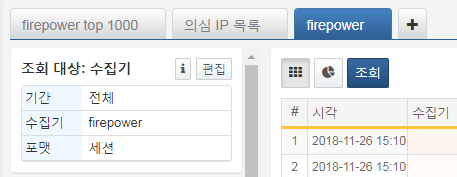 firepower top 1000
의심 IP 목록
firepower
조회 대상: 수집기
편집
기간 전체
수집기 firepower
포맷 세션
조회
# 시각 수집기
1 2018-11-26 15:10
2 2018-11-26 15:10